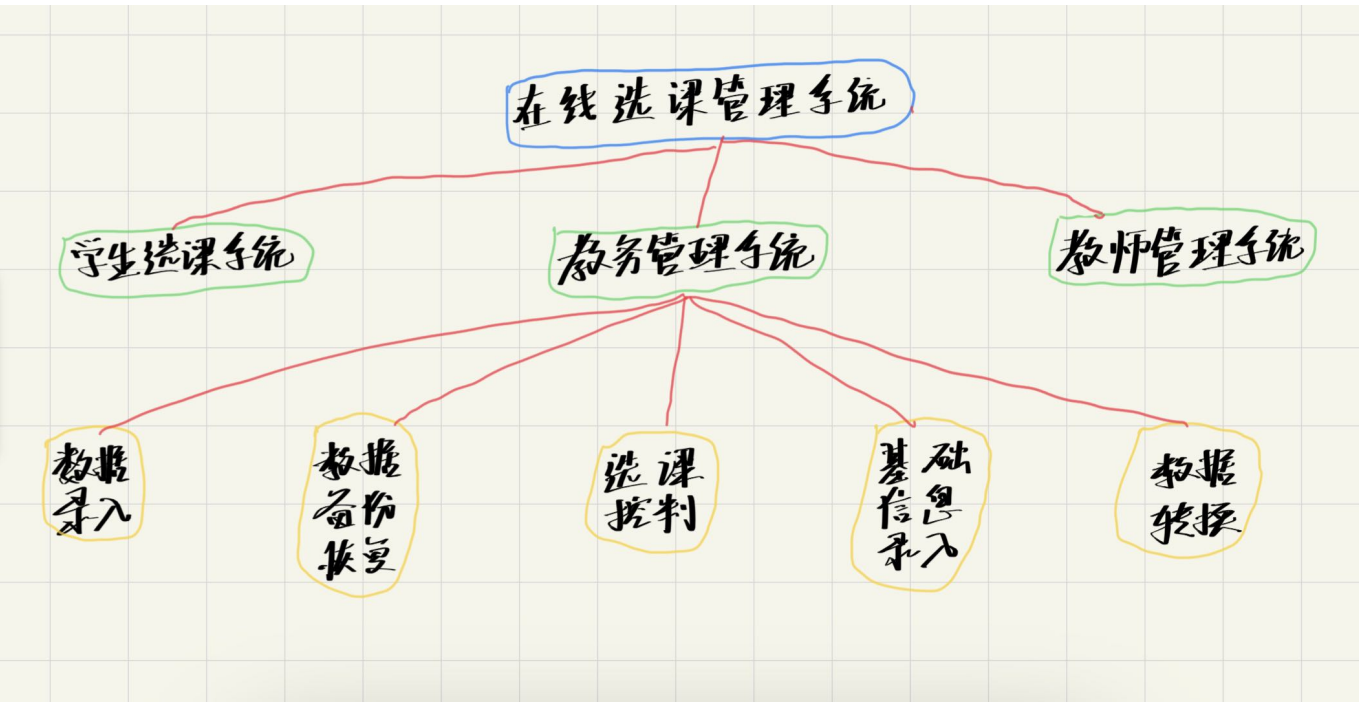 在线选课管理系统
学生选课系统
教务管理系统
教师管理系统
数据
录入
数据
备份
恢复
选课
控制
基础
信息
录入
数据
转换